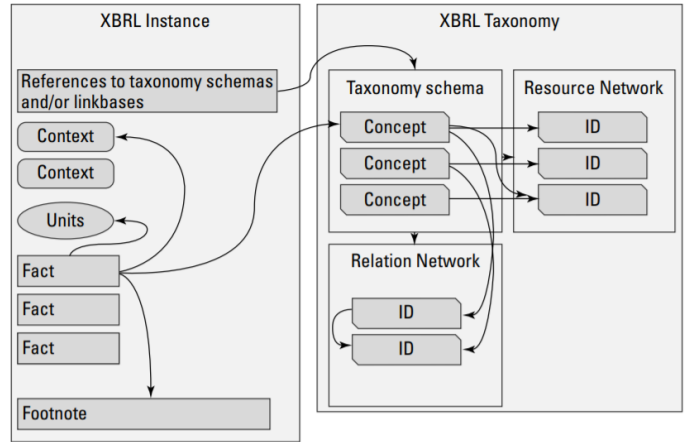 XBRL Instance
References to taxonomy schemas
and/or linkbases
Context
Context
Units
Fact
Fact
Fact
Footnote
XBRL Taxonomy
Taxonomy schema
Concept
Concept
Concept
Resource Network
ID
ID
ID
Relation Network
ID
ID